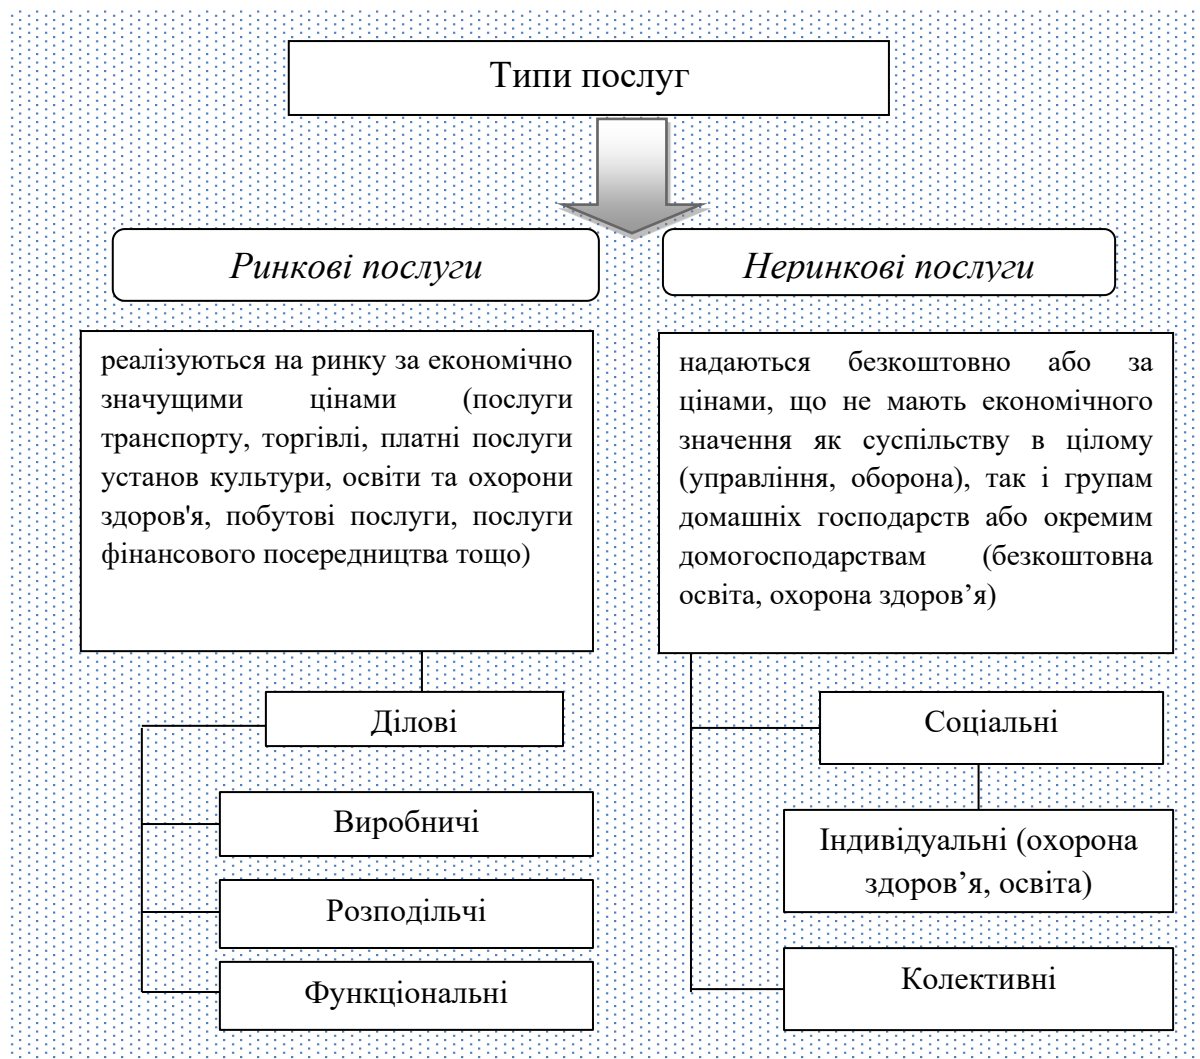 Типи послуг
Ринкові послуги
Неринкові послуги
реалізуються на ринку за економічно
значущими цінами (послуги
транспорту, торгівлі, платні послуги
установ культури, освіти та охорони
здоров'я, побутові послуги, послуги
фінансового посередництва тощо)
надаються безкоштовно або за
цінами, що не мають економічного
значення як суспільству в цілому
(управління, оборона), так і групам
домашніх господарств або окремим
домогосподарствам (безкоштовна
освіта, охорона здоров’я)
Ділові
Виробничі
Розподільчі
Функціональні
Соціальні
Індивідуальні (охорона
здоров’я, освіта)
Колективні